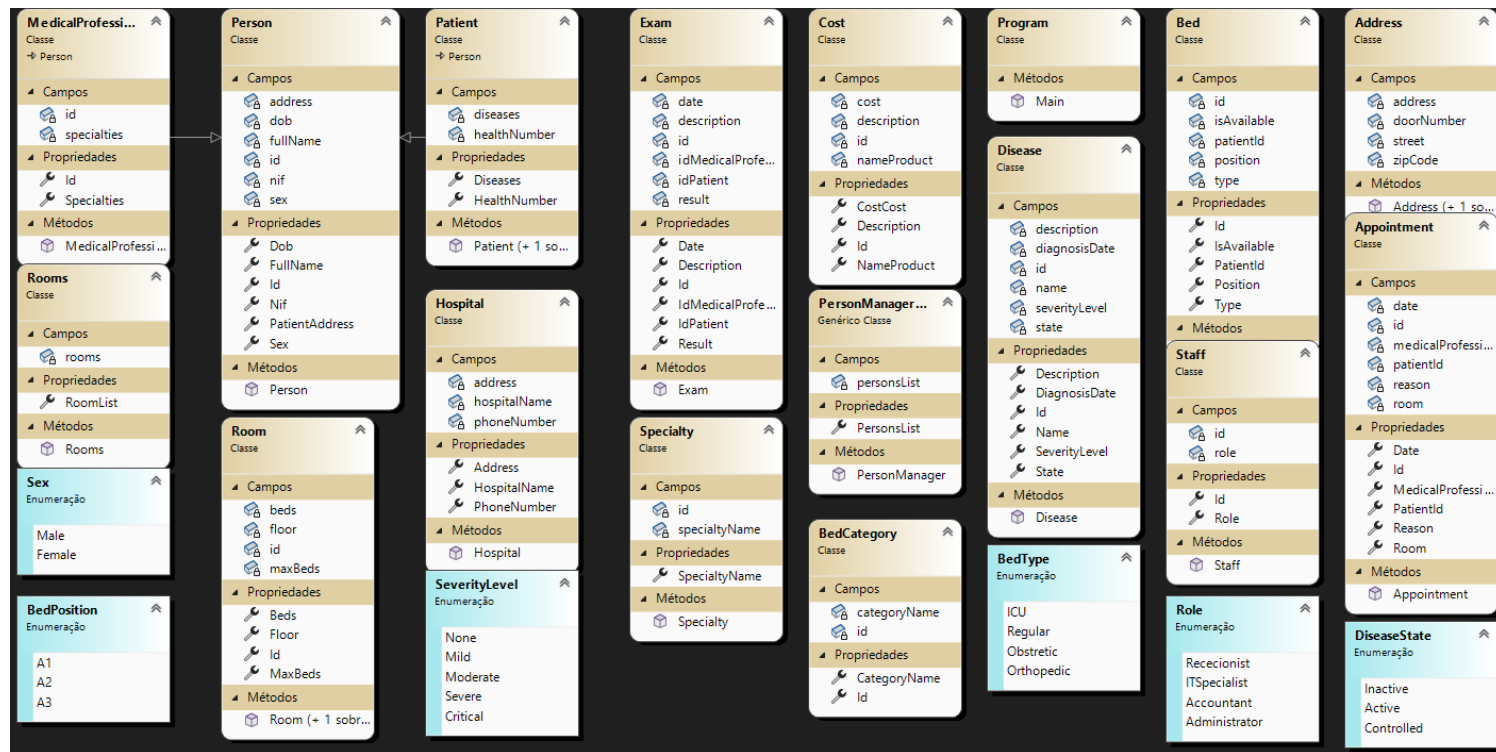 MedicalProfessi...
Classe
Person
Campos
id
specialties
Propriedades
Id
Specialties
Métodos
MedicalProfessi...
Rooms
Classe
Campos
rooms
Propriedades
RoomList
Métodos
Rooms
Sex
Enumeração
Male
Female
BedPosition
Enumeração
A1
A2
A3
Person
Classe
Campos
address
dob
fullName
id
nif
sex
Propriedades
Dob
FullName
Id
Nif
PatientAddress
Sex
Métodos
Person
Room
Classe
Campos
beds
floor
id
maxBeds
Propriedades
Beds
Floor
Id
MaxBeds
Métodos
Room (+ 1 sobr...
Patient
Classe
Person
Campos
diseases
healthNumber
Propriedades
Diseases
HealthNumber
Métodos
Patient (+ 1 so...
Hospital
Classe
Campos
address
hospitalName
phoneNumber
Propriedades
Address
HospitalName
PhoneNumber
Métodos
Hospital
SeverityLevel
Enumeração
None
Mild
Moderate
Severe
Critical
Exam
Classe
Campos
date
description
id
idMedicalProfe...
idPatient
result
Propriedades
Date
Description
Id
IdMedicalProfe...
IdPatient
Result
Métodos
Exam
Specialty
Classe
Campos
id
specialtyName
Propriedades
SpecialtyName
Métodos
Specialty
Cost
Classe
Campos
cost
description
id
nameProduct
Propriedades
CostCost
Description
Id
NameProduct
PersonManager...
Genérico Classe
Campos
personsList
Propriedades
PersonsList
Métodos
PersonManager
BedCategory
Classe
Campos
categoryName
id
Propriedades
CategoryName
Id
Program
Classe
Métodos
Main
Disease
Classe
Campos
description
diagnosisDate
id
name
severityLevel
state
Propriedades
Description
DiagnosisDate
Id
Name
SeverityLevel
State
Métodos
Disease
BedType
Enumeração
ICU
Regular
Obstretic
Orthopedic
Bed
Classe
Campos
id
isAvailable
patientId
position
type
Propriedades
Id
IsAvailable
PatientId
Position
Type
Métodos
Staff
Classe
Campos
id
role
Propriedades
Id
Role
Métodos
Staff
Role
Enumeração
Rececionist
ITSpecialist
Accountant
Administrator
Address
Classe
Campos
address
doorNumber
street
zipCode
Métodos
Address (+ 1 so...
Appointment
Classe
Campos
date
id
medicalProfessi...
patientId
reason
room
Propriedades
Date
Id
MedicalProfessi...
PatientId
Reason
Room
Métodos
Appointment
DiseaseState
Enumeração
Inactive
Active
Controlled